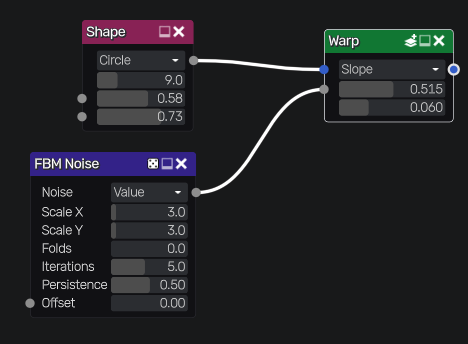 Shape
Circle
9.0
0.58
0.73
Warp
Slope
0.515
0.060
FBM Noise
Noise Value
Scale X 3.0
Scale Y 3.0
Folds 0.0
Iterations 5.0
Persistence 0.50
Offset 0.00